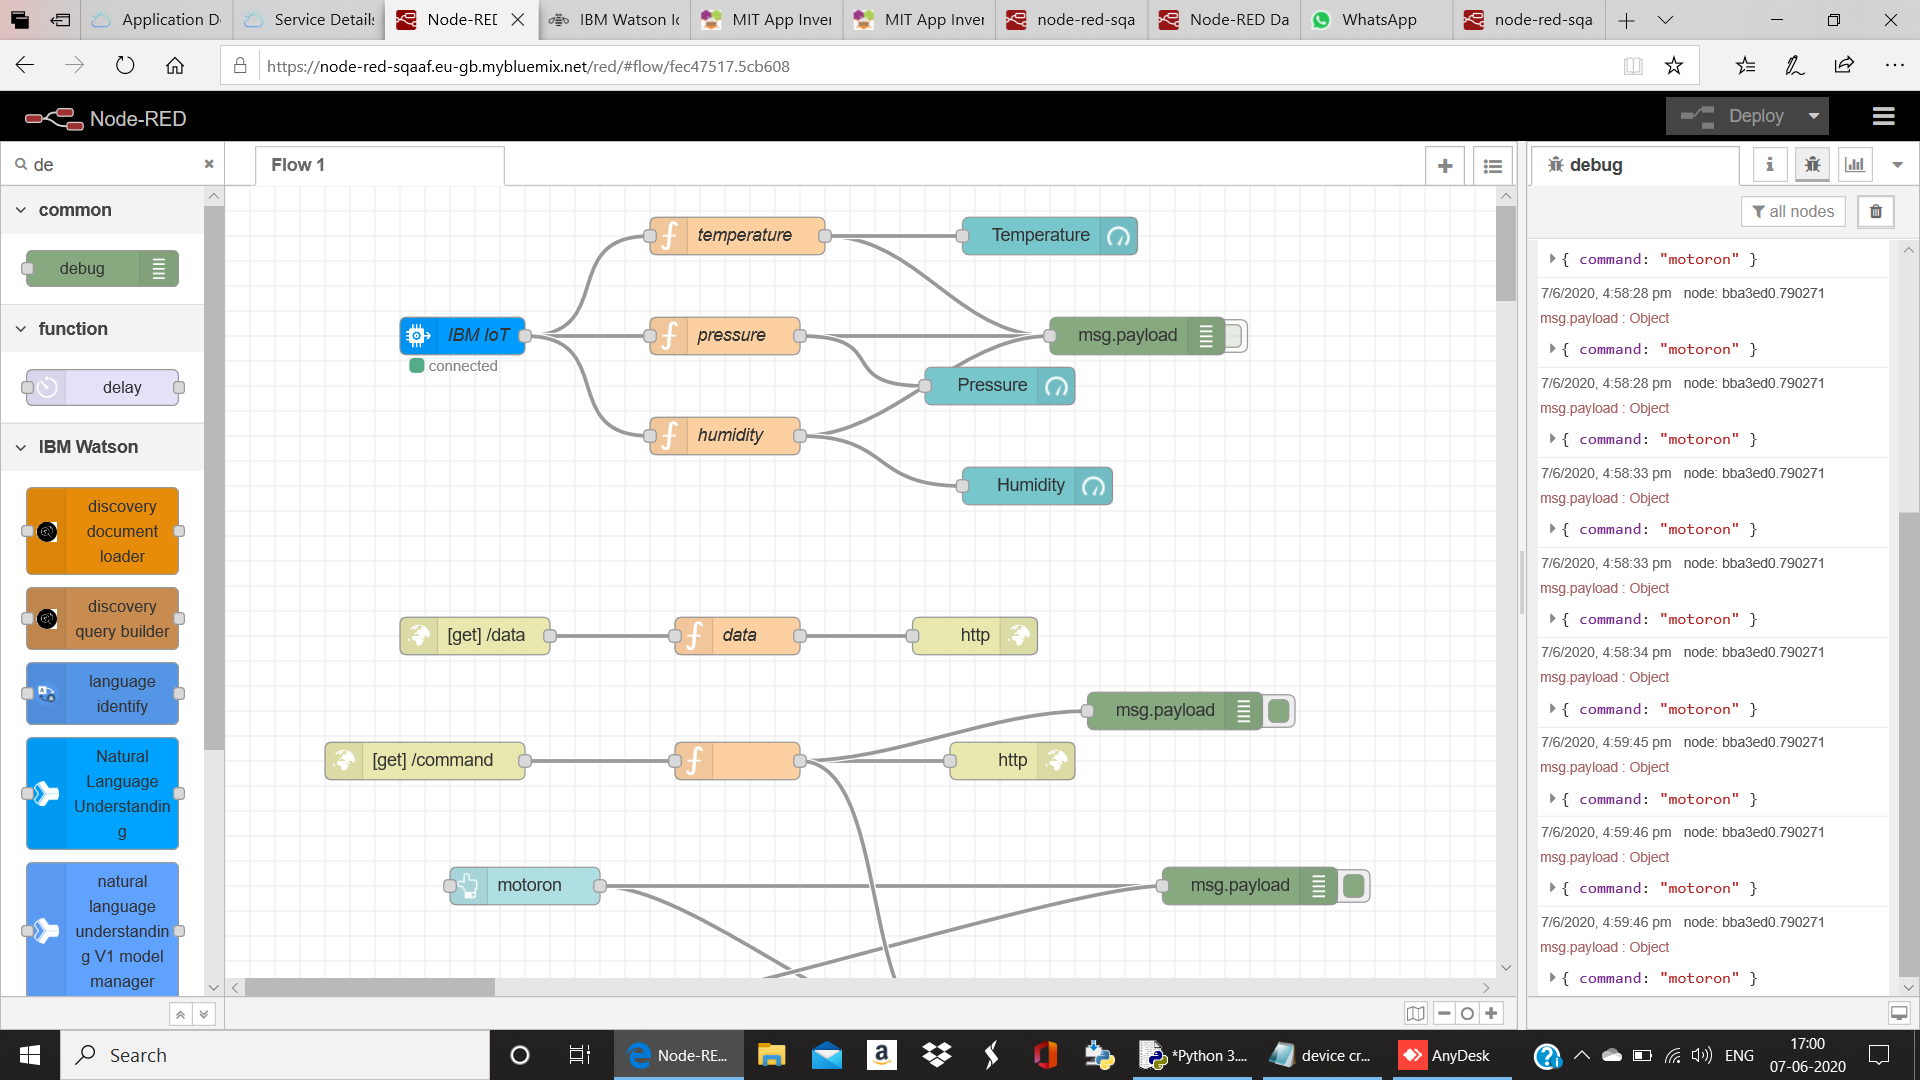 Application De
Service Details
Node-RED
IBM Watson Io
MIT App Inven
MIT App Inven
node-red-sqa
Node-RED Da
WhatsApp
node-red-sqa
https://node-red-sqaaf.eu-gb.mybluemix.net/red/#flow/fec47517.5cb608
Node-RED
Deploy
de
Flow 1
debug
all nodes
common
debug
function
delay
IBM Watson
discovery
document
loader
discovery
query builder
language
identify
Natural
Language
Understandin
g
natural
language
understandin
g V1 model
manager
temperature
Temperature
IBM IoT
connected
pressure
msg.payload
Pressure
humidity
Humidity
[get] /data
data
http
msg.payload
[get] /command
http
motoron
msg.payload
{ command: "motoron" }
7/6/2020, 4:58:28 pm node: bba3ed0.790271
msg.payload : Object
{ command: "motoron" }
7/6/2020, 4:58:28 pm node: bba3ed0.790271
msg.payload : Object
{ command: "motoron" }
7/6/2020, 4:58:33 pm node: bba3ed0.790271
msg.payload : Object
{ command: "motoron" }
7/6/2020, 4:58:33 pm node: bba3ed0.790271
msg.payload : Object
{ command: "motoron" }
7/6/2020, 4:58:34 pm node: bba3ed0.790271
msg.payload : Object
{ command: "motoron" }
7/6/2020, 4:59:45 pm node: bba3ed0.790271
msg.payload : Object
{ command: "motoron" }
7/6/2020, 4:59:46 pm node: bba3ed0.790271
msg.payload : Object
{ command: "motoron" }
7/6/2020, 4:59:46 pm node: bba3ed0.790271
msg.payload : Object
{ command: "motoron" }
Search
Node-RE...
*Python 3....
device cr...
AnyDesk
ENG
17:00
07-06-2020